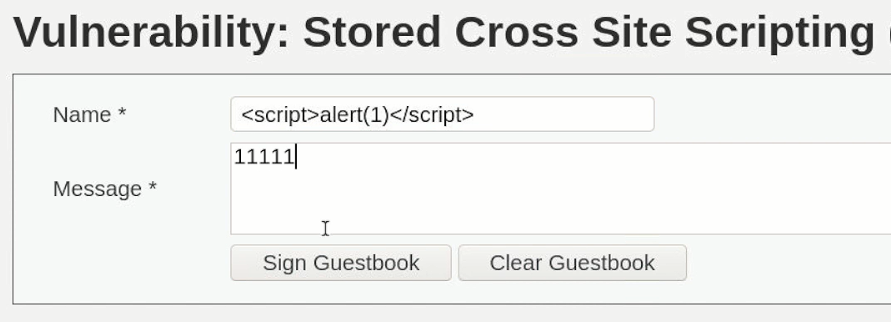 Vulnerability: Stored Cross Site Scripting (
Name * <script>alert(1)</script>
Message * 11111
Sign Guestbook Clear Guestbook